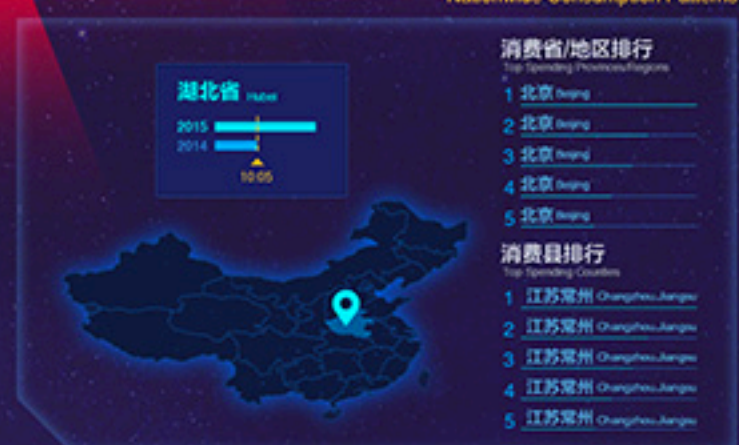 Nationwide Consumption Patterns
湖北省 Hubei
2015
2014
10:05
消费省/地区排行
Top Spending Provinces/Regions
1 北京 Beijing
2 北京 Beijing
3 北京 Beijing
4 北京 Beijing
5 北京 Beijing
消费县排行
Top Spending Counties
1 江苏常州 Changzhou.Jiangsu
2 江苏常州 Changzhou.Jiangsu
3 江苏常州 Changzhou.Jiangsu
4 江苏常州 Changzhou.Jiangsu
5 江苏常州 Changzhou.Jiangsu